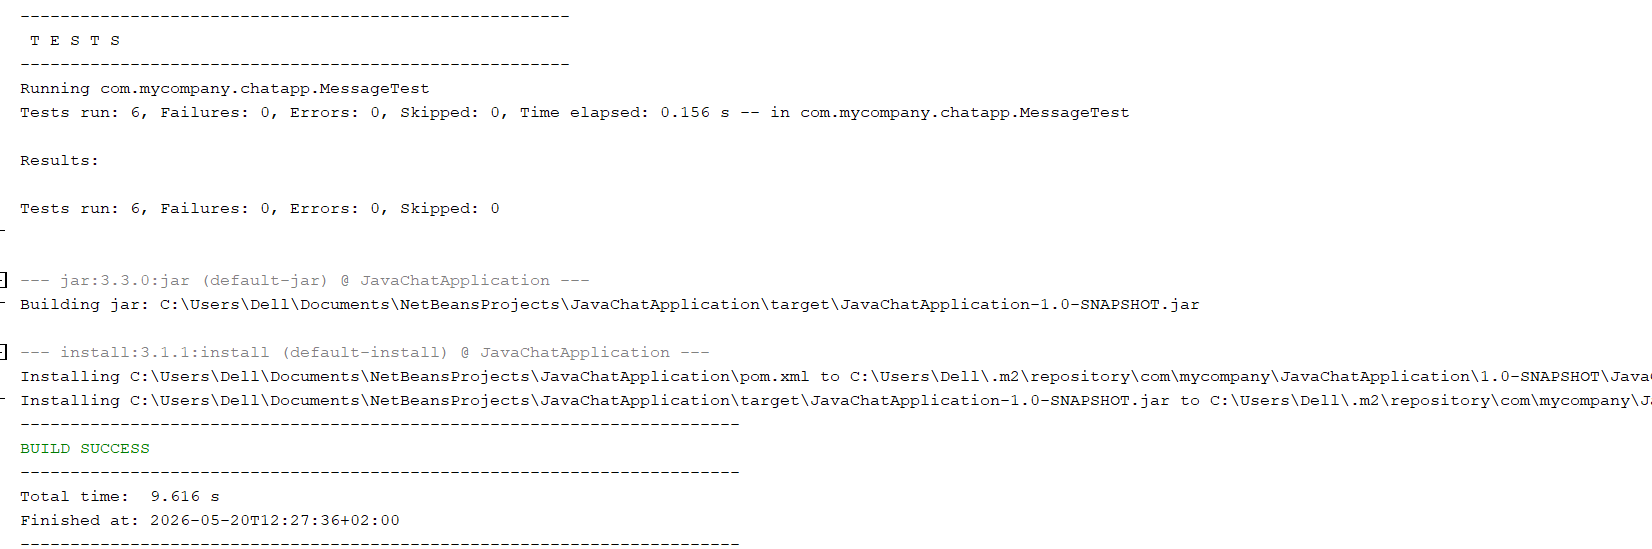 -------------------------------------------------------
 T E S T S
-------------------------------------------------------
Running com.mycompany.chatapp.MessageTest
Tests run: 6, Failures: 0, Errors: 0, Skipped: 0, Time elapsed: 0.156 s -- in com.mycompany.chatapp.MessageTest
Results:
Tests run: 6, Failures: 0, Errors: 0, Skipped: 0
--- jar:3.3.0:jar (default-jar) @ JavaChatApplication ---
Building jar: C:\Users\Dell\Documents\NetBeansProjects\JavaChatApplication\target\JavaChatApplication-1.0-SNAPSHOT.jar
--- install:3.1.1:install (default-install) @ JavaChatApplication ---
Installing C:\Users\Dell\Documents\NetBeansProjects\JavaChatApplication\pom.xml to C:\Users\Dell\.m2\repository\com\mycompany\JavaChatApplication\1.0-SNAPSHOT\Java
Installing C:\Users\Dell\Documents\NetBeansProjects\JavaChatApplication\target\JavaChatApplication-1.0-SNAPSHOT.jar to C:\Users\Dell\.m2\repository\com\mycompany\J
------------------------------------------------------------------------
BUILD SUCCESS
------------------------------------------------------------------------
Total time:  9.616 s
Finished at: 2026-05-20T12:27:36+02:00
------------------------------------------------------------------------